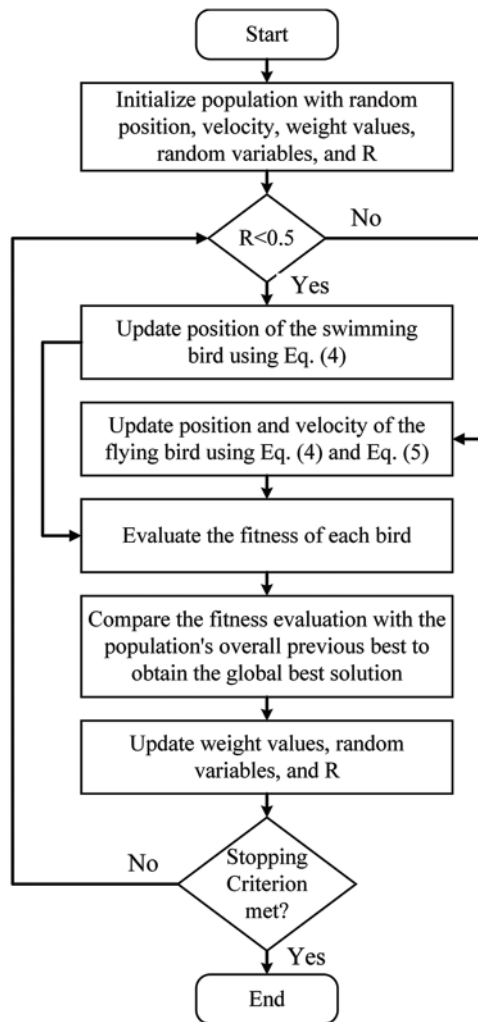 Start
Initialize population with random
position, velocity, weight values,
random variables, and R
R<0.5
No
Yes
Update position of the swimming
bird using Eq. (4)
Update position and velocity of the
flying bird using Eq. (4) and Eq. (5)
Evaluate the fitness of each bird
Compare the fitness evaluation with the
population's overall previous best to
obtain the global best solution
Update weight values, random
variables, and R
No
Stopping
Criterion
met?
Yes
End